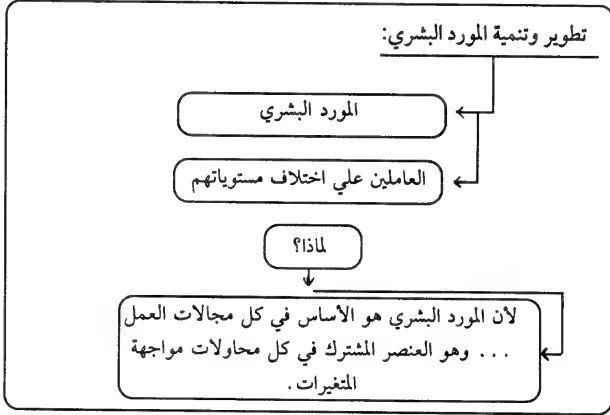 تطوير وتنمية المورد البشري:
المورد البشري
العاملين علي اختلاف مستوياتهم
لماذا؟
لأن المورد البشري هو الأساس في كل مجالات العمل
... وهو العنصر المشترك في كل محاولات مواجهة
المتغيرات.